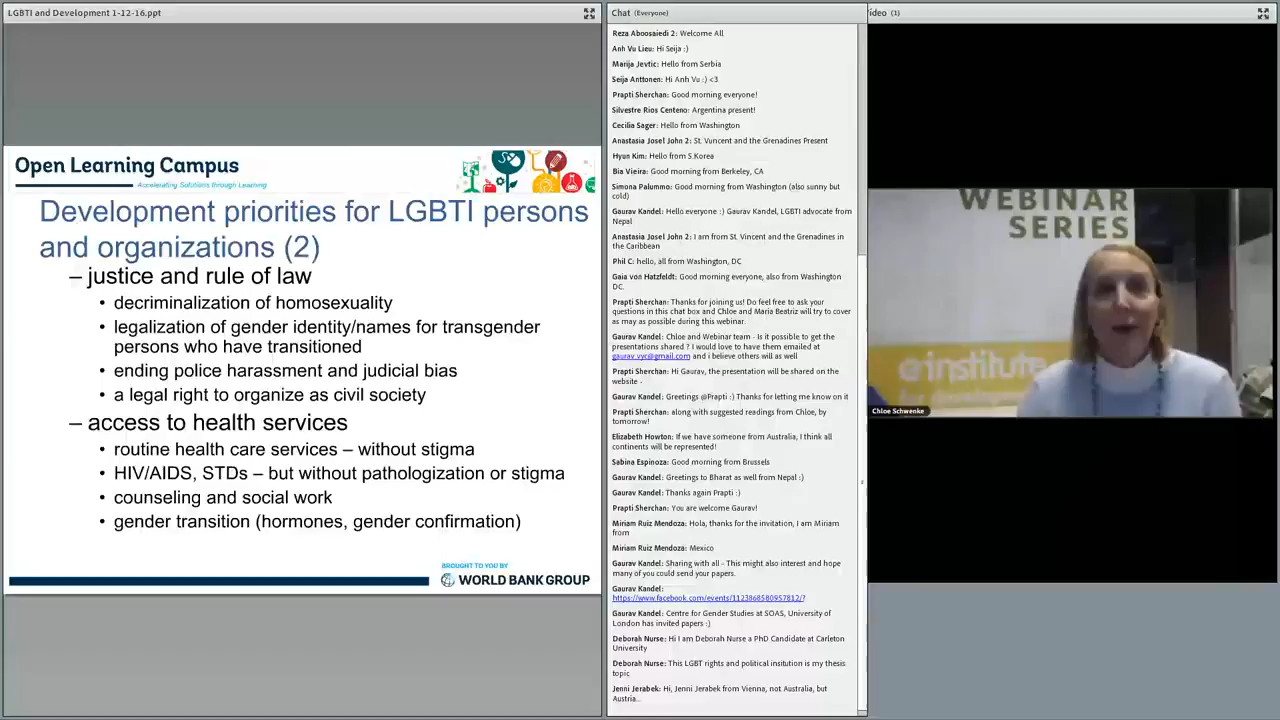 LGBTI and Development 1-12-16.ppt
Open Learning Campus
Accelerating Solutions through Learning
Development priorities for LGBTI persons
and organizations (2)
– justice and rule of law
• decriminalization of homosexuality
• legalization of gender identity/names for transgender
persons who have transitioned
• ending police harassment and judicial bias
• a legal right to organize as civil society
– access to health services
• routine health care services – without stigma
• HIV/AIDS, STDs – but without pathologization or stigma
• counseling and social work
• gender transition (hormones, gender confirmation)
BROUGHT TO YOU BY
WORLD BANK GROUP
Chat (Everyone)
Reza Aboosaiedi 2: Welcome All
Anh Vu Lieu: Hi Seija :)
Marija Jevtic: Hello from Serbia
Seija Anttonen: Hi Anh Vu :) <3
Prapti Sherchan: Good morning everyone!
Silvestre Rios Centeno: Argentina present!
Cecilia Sager: Hello from Washington
Anastasia Josel John 2: St. Vuncent and the Grenadines Present
Hyun Kim: Hello from S.Korea
Bia Vieira: Good morning from Berkeley, CA
Simona Palummo: Good morning from Washington (also sunny but
cold)
Gaurav Kandel: Hello everyone :) Gaurav Kandel, LGBTI advocate from
Nepal
Anastasia Josel John 2: I am from St. Vincent and the Grenadines in
the Caribbean
Phil C: hello, all from Washington, DC
Gaia von Hatzfeldt: Good morning everyone, also from Washington
DC.
Prapti Sherchan: Thanks for joining us! Do feel free to ask your
questions in this chat box and Chloe and Maria Beatriz will try to cover
as may as possible during this webinar.
Gaurav Kandel: Chloe and Webinar team - Is it possible to get the
presentations shared ? I would love to have them emailed at
gaurav.vyc@gmail.com and i believe others will as well
Prapti Sherchan: Hi Gaurav, the presentation will be shared on the
website -
Gaurav Kandel: Greetings @Prapti :) Thanks for letting me know on it
Prapti Sherchan: along with suggested readings from Chloe, by
tomorrow!
Elizabeth Howton: If we have someone from Australia, I think all
continents will be represented!
Sabina Espinoza: Good morning from Brussels
Gaurav Kandel: Greetings to Bharat as well from Nepal :)
Gaurav Kandel: Thanks again Prapti :)
Prapti Sherchan: You are welcome Gaurav!
Miriam Ruiz Mendoza: Hola, thanks for the invitation, I am Miriam
from
Miriam Ruiz Mendoza: Mexico
Gaurav Kandel: Sharing with all - This might also interest and hope
many of you could send your papers.
Gaurav Kandel:
https://www.facebook.com/events/1123868580957812/?
Gaurav Kandel: Centre for Gender Studies at SOAS, University of
London has invited papers :)
Deborah Nurse: Hi I am Deborah Nurse a PhD Candidate at Carleton
University
Deborah Nurse: This LGBT rights and political insitution is my thesis
topic
Jenni Jerabek: Hi, Jenni Jerabek from Vienna, not Australia, but
Austria...
ideo (1)
WEBINAR
SERIES
institute
Chloe Schwenke